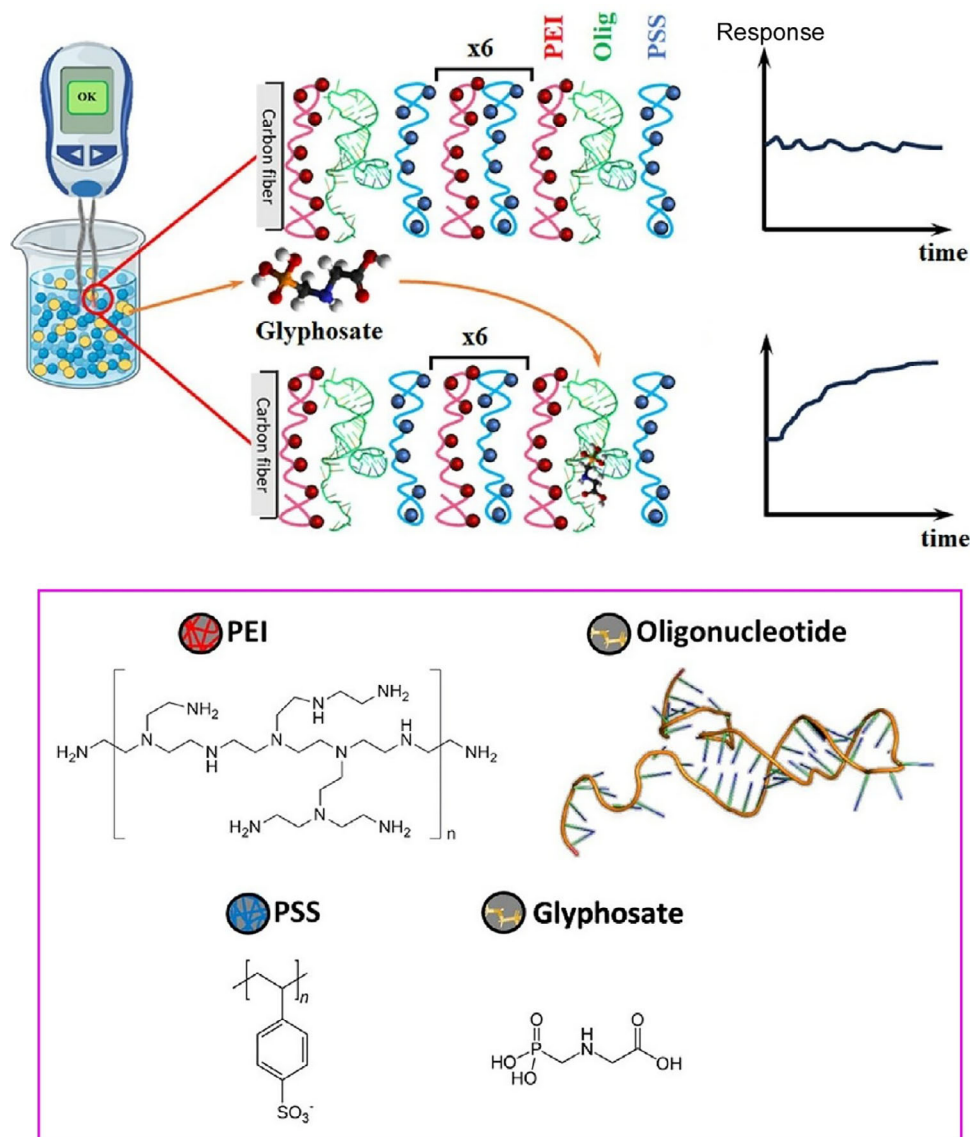 OK
Carbon fiber
x6
PEI
Olig
PSS
Response
time
Glyphosate
x6
Carbon fiber
time
PEI
NH₂
NH₂
N
H
H₂N
N
N
H
N
N
H
N
NH₂
N
H₂N
NH₂
n
Oligonucleotide
PSS
n
SO₃⁻
Glyphosate
O
HO
P
HO
H
N
O
OH